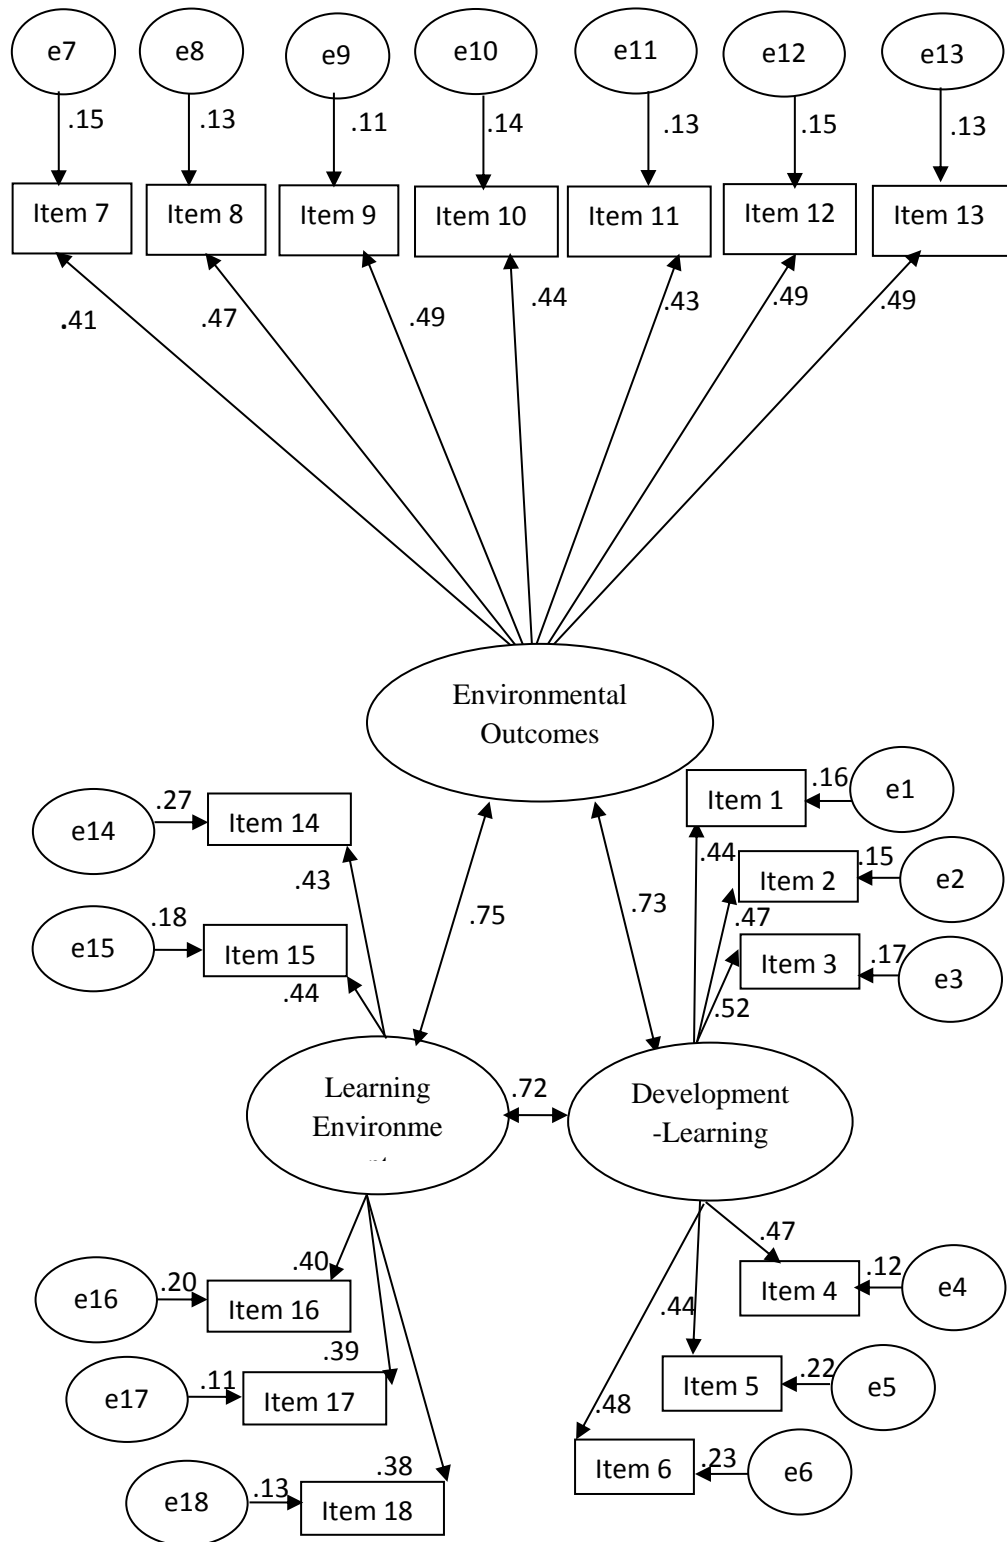 e7 e8 e9 e10 e11 e12 e13
.15 .13 .11 .14 .13 .15 .13
Item 7 Item 8 Item 9 Item 10 Item 11 Item 12 Item 13
.41 .47 .49 .44 .43 .49 .49
Environmental
Outcomes
e14 .27 Item 14
.43
e15 .18 Item 15
.44
.75
.73
Item 1 .16 e1
.44
Item 2 .15 e2
.47
Item 3 .17 e3
.52
Learning
Environme
.72
Development
-Learning
.40
e16 .20 Item 16
.39
e17 .11 Item 17
.38
e18 .13 Item 18
.47
Item 4 .12 e4
.44
Item 5 .22 e5
.48
Item 6 .23 e6